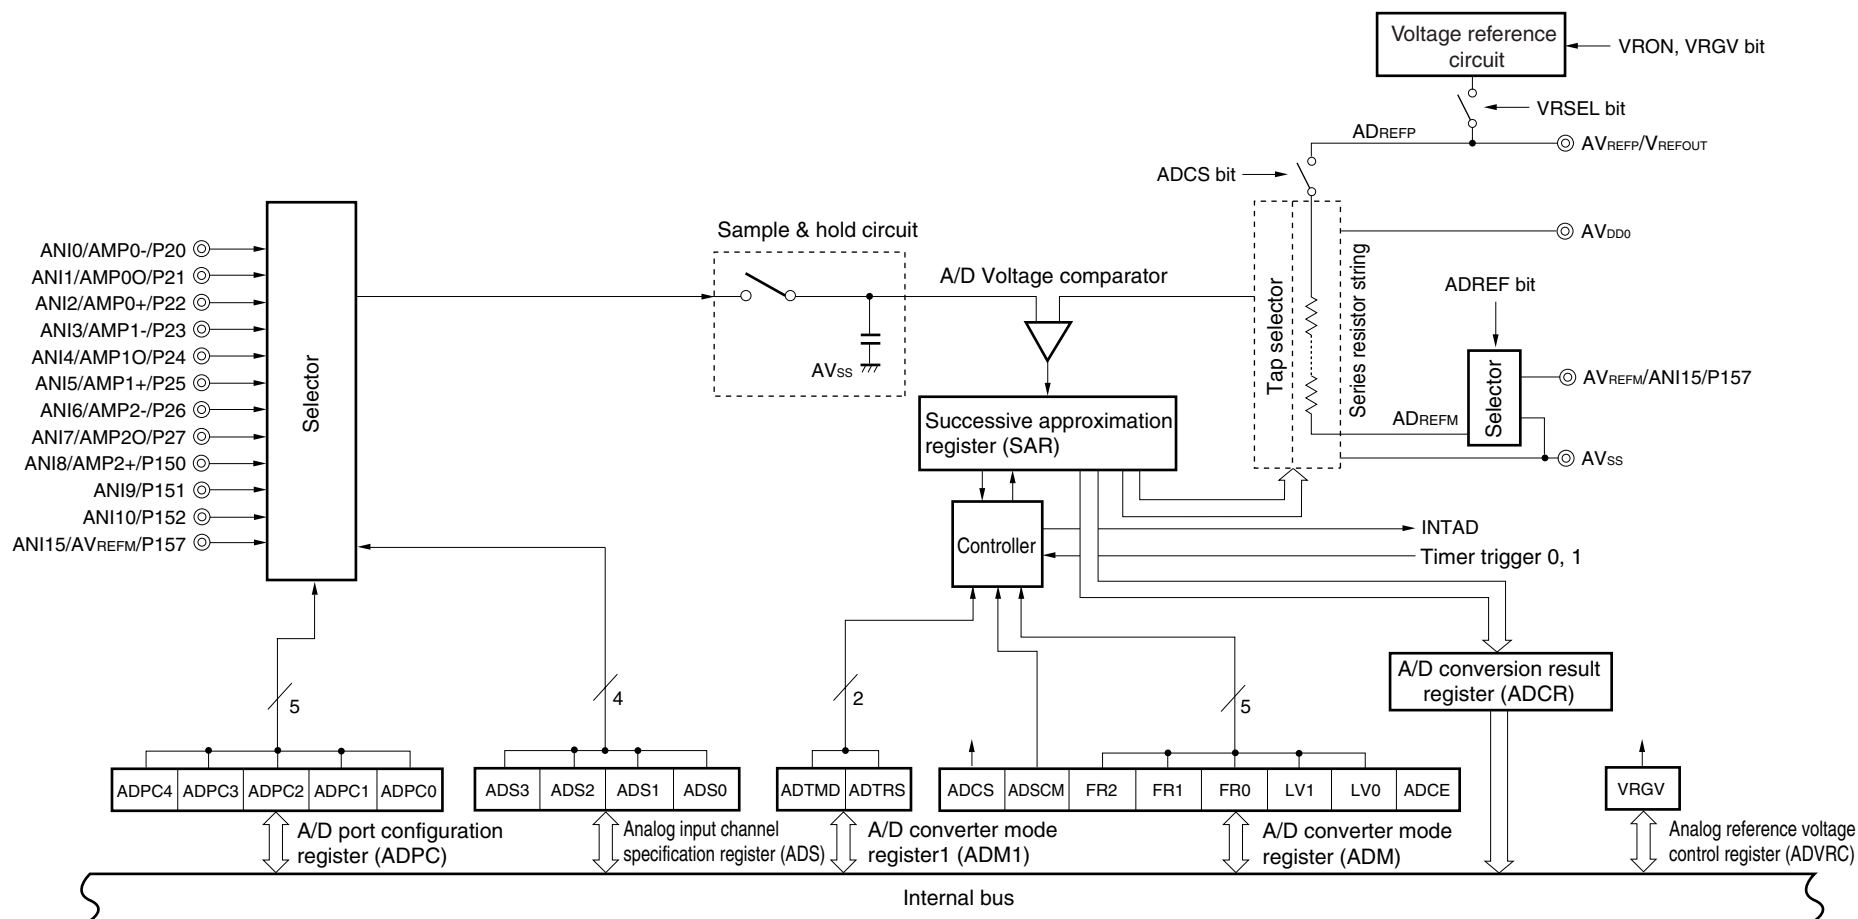 Voltage reference
circuit
VRON, VRGV bit
VRSEL bit
ADREFP
AVREFP/VREFOUT
ADCS bit
Sample & hold circuit
AVDD0
ANI0/AMP0-/P20
ANI1/AMP0O/P21
ANI2/AMP0+/P22
ANI3/AMP1-/P23
ANI4/AMP1O/P24
ANI5/AMP1+/P25
ANI6/AMP2-/P26
ANI7/AMP2O/P27
ANI8/AMP2+/P150
ANI9/P151
ANI10/P152
ANI15/AVREFM/P157
Selector
A/D Voltage comparator
AVSS
Tap selector
Series resistor string
ADREF bit
Selector
AVREFM/ANI15/P157
ADREFM
AVSS
Successive approximation
register (SAR)
Controller
INTAD
Timer trigger 0, 1
A/D conversion result
register (ADCR)
5
4
2
5
ADPC4 ADPC3 ADPC2 ADPC1 ADPC0
ADS3 ADS2 ADS1 ADS0
ADTMD ADTRS
ADCS ADSCM FR2 FR1 FR0 LV1 LV0 ADCE
VRGV
A/D port configuration
register (ADPC)
Analog input channel
specification register (ADS)
A/D converter mode
register1 (ADM1)
A/D converter mode
register (ADM)
Analog reference voltage
control register (ADVRC)
Internal bus